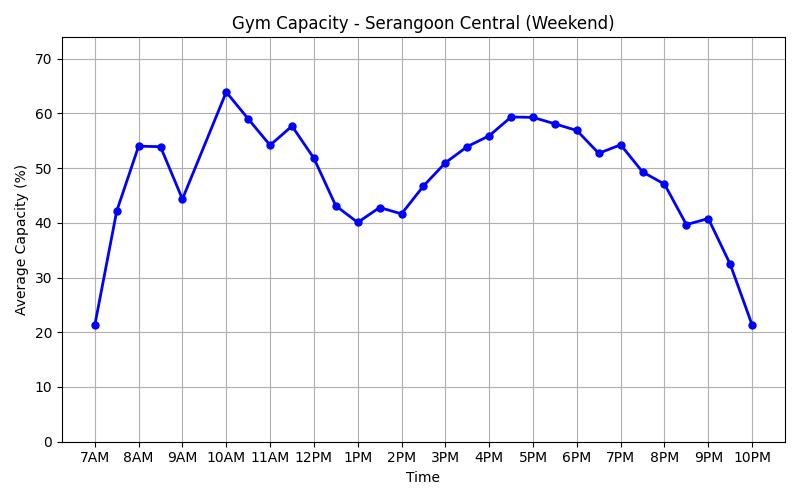 Gym Capacity - Serangoon Central (Weekend)
Average Capacity (%)
70
60
50
40
30
20
10
0
7AM 8AM 9AM 10AM 11AM 12PM 1PM 2PM 3PM 4PM 5PM 6PM 7PM 8PM 9PM 10PM
Time